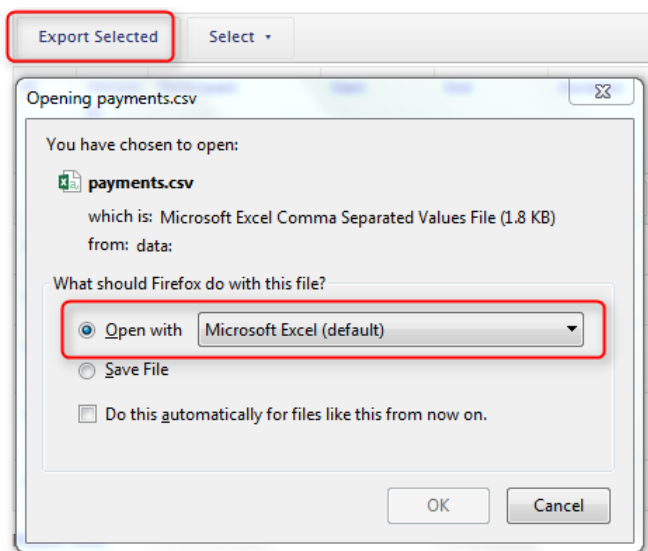 Export Selected Select
Opening payments.csv
You have chosen to open:
payments.csv
which is: Microsoft Excel Comma Separated Values File (1.8 KB)
from: data:
What should Firefox do with this file?
Open with Microsoft Excel (default)
Save File
Do this automatically for files like this from now on.
OK Cancel